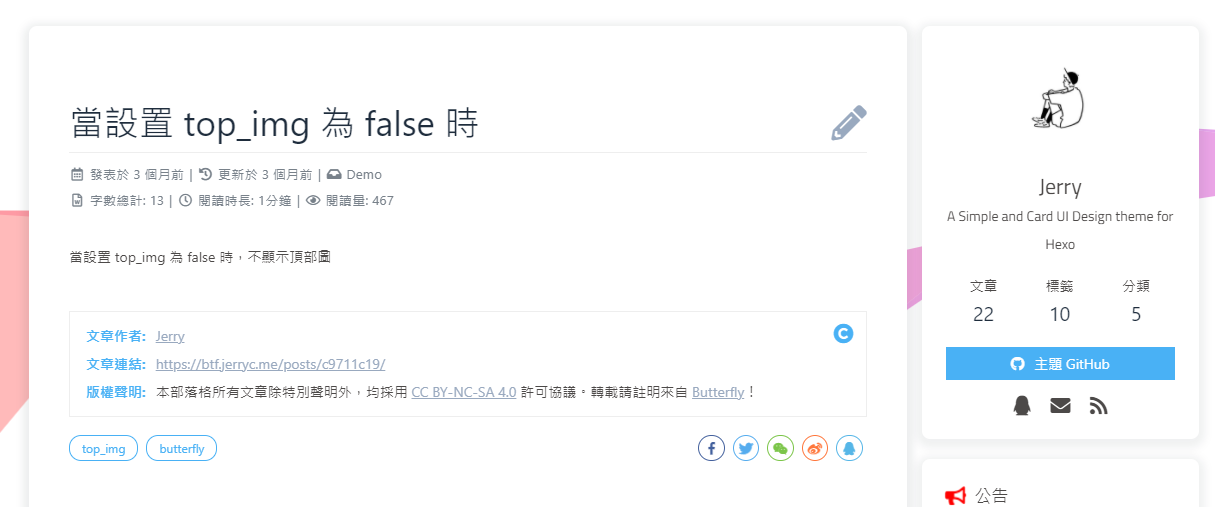 當設置 top_img 為 false 時
發表於 3 個月前 | 更新於 3 個月前 | Demo
字數總計: 13 | 閱讀時長: 1分鐘 | 閱讀量: 467
當設置 top_img 為 false 時，不顯示頂部圖
文章作者: Jerry
文章連結: https://btf.jerryc.me/posts/c9711c19/
版權聲明: 本部落格所有文章除特別聲明外，均採用 CC BY-NC-SA 4.0 許可協議。轉載請註明來自 Butterfly！
top_img butterfly
Jerry
A Simple and Card UI Design theme for
Hexo
文章 標籤 分類
22 10 5
主題 GitHub
公告